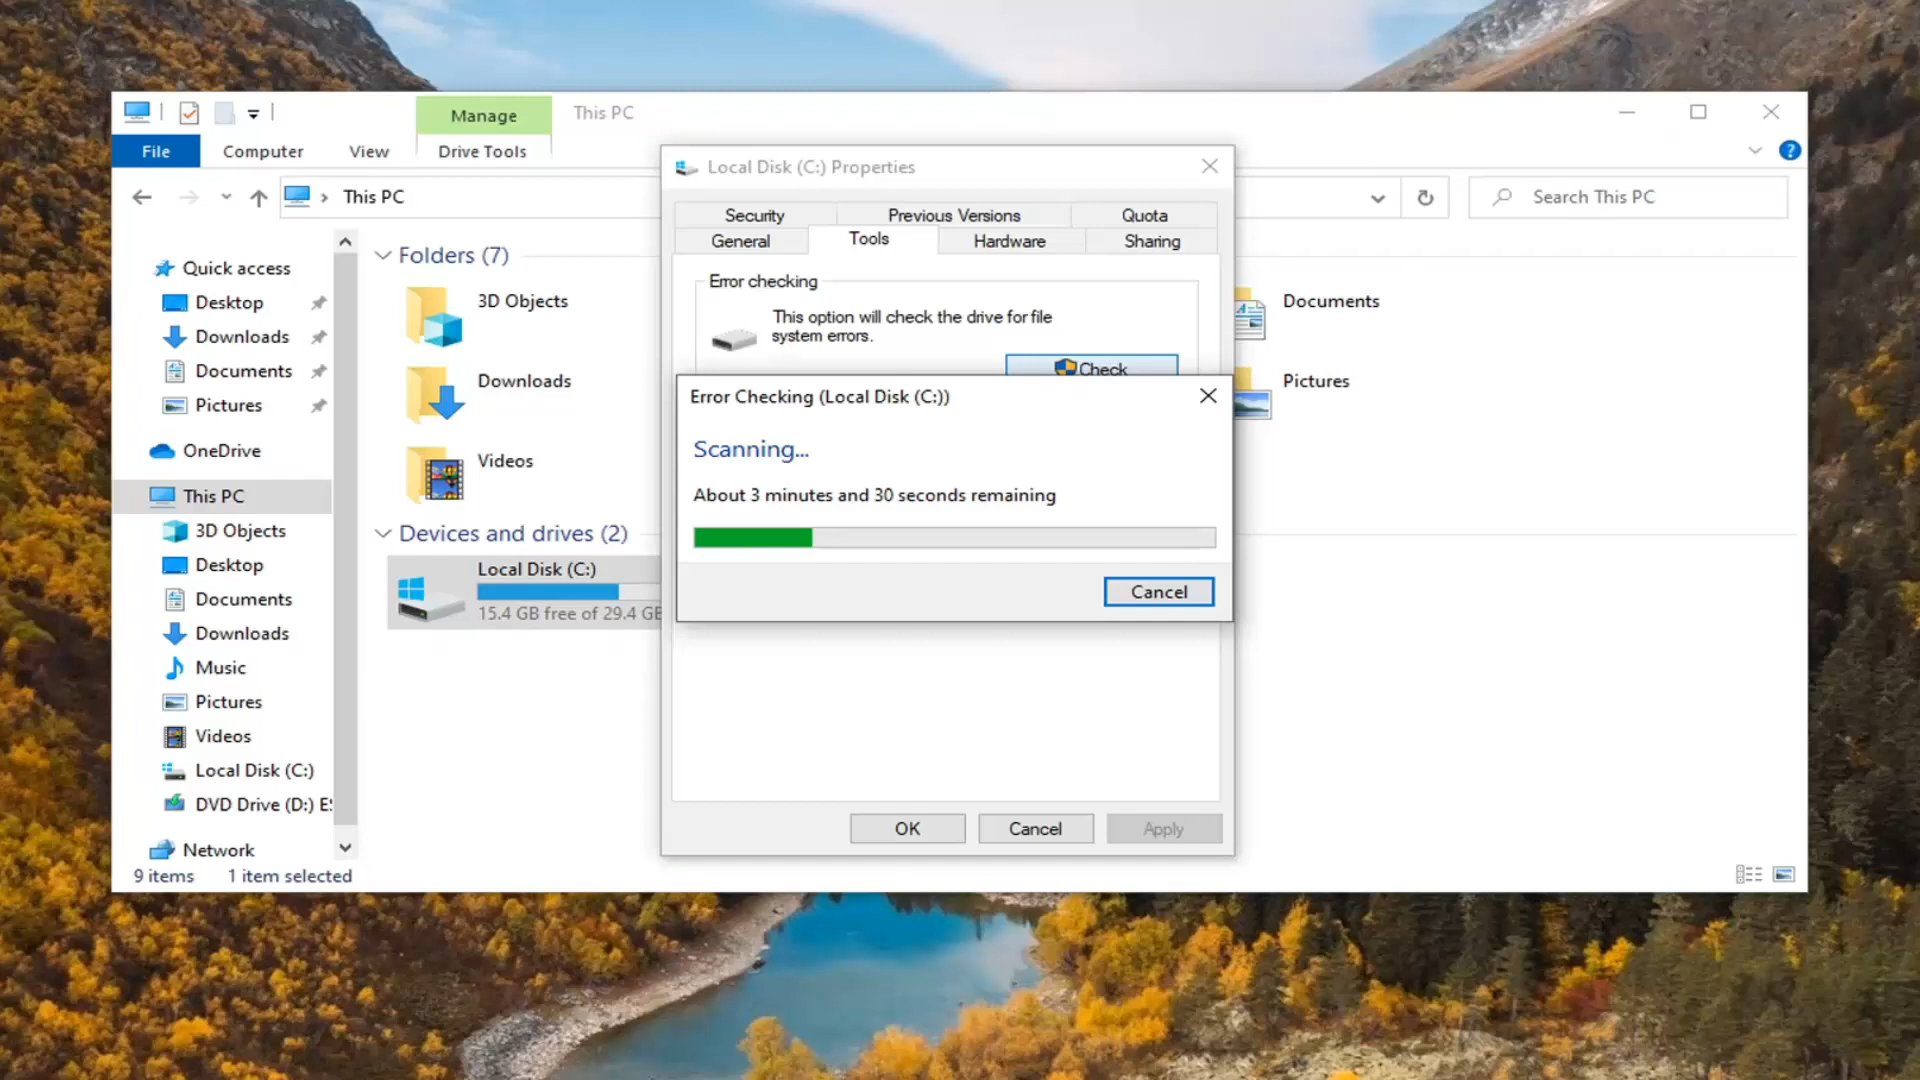 Manage
This PC
File
Computer
View
Drive Tools
This PC
Search This PC
Quick access
Desktop
Downloads
Documents
Pictures
OneDrive
This PC
3D Objects
Desktop
Documents
Downloads
Music
Pictures
Videos
Local Disk (C:)
DVD Drive (D:) E
Network
9 items
1 item selected
Folders (7)
3D Objects
Downloads
Videos
Documents
Pictures
Devices and drives (2)
Local Disk (C:)
15.4 GB free of 29.4 GB
Local Disk (C:) Properties
Security
Previous Versions
Quota
General
Tools
Hardware
Sharing
Error checking
This option will check the drive for file
system errors.
Check
Error Checking (Local Disk (C:))
Scanning...
About 3 minutes and 30 seconds remaining
Cancel
OK
Cancel
Apply